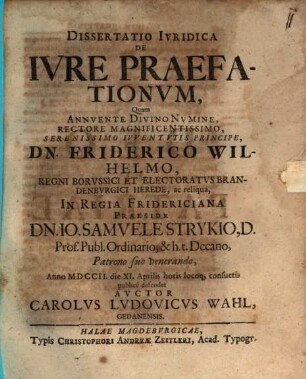 DISSERTATIO IVRIDICA
DE
IVRE PRAEFA-
TIONVM,
Quam
ANNVENTE DIVINO NVMINE,
RECTORE MAGNIFICENTISSIMO,
SERENISSIMO IUVENTVTIS PRINCIPE,
DN. FRIDERICO WIL-
HELMO,
REGNI BORVSSICI ET ELECTORATVS BRAN-
DENBVRGICI HEREDE, ac reliqua,
IN REGIA FRIDERICIANA
PRAESIDE
DN. IO. SAMVELE STRYKIO, D.
Prof. Publ. Ordinario, & h. t. Decano,
Patrono suo venerando,
Anno MDCCII. die XI. Aprilis horis locoq; consuetis
publice defendet
AVCTOR
CAROLVS LVDOVICVS WAHL,
GEDANENSIS.
HALAE MAGDEBVRGICAE,
Typis CHRISTOPHORI ANDREÆ ZEITLERI, Acad. Typogr.